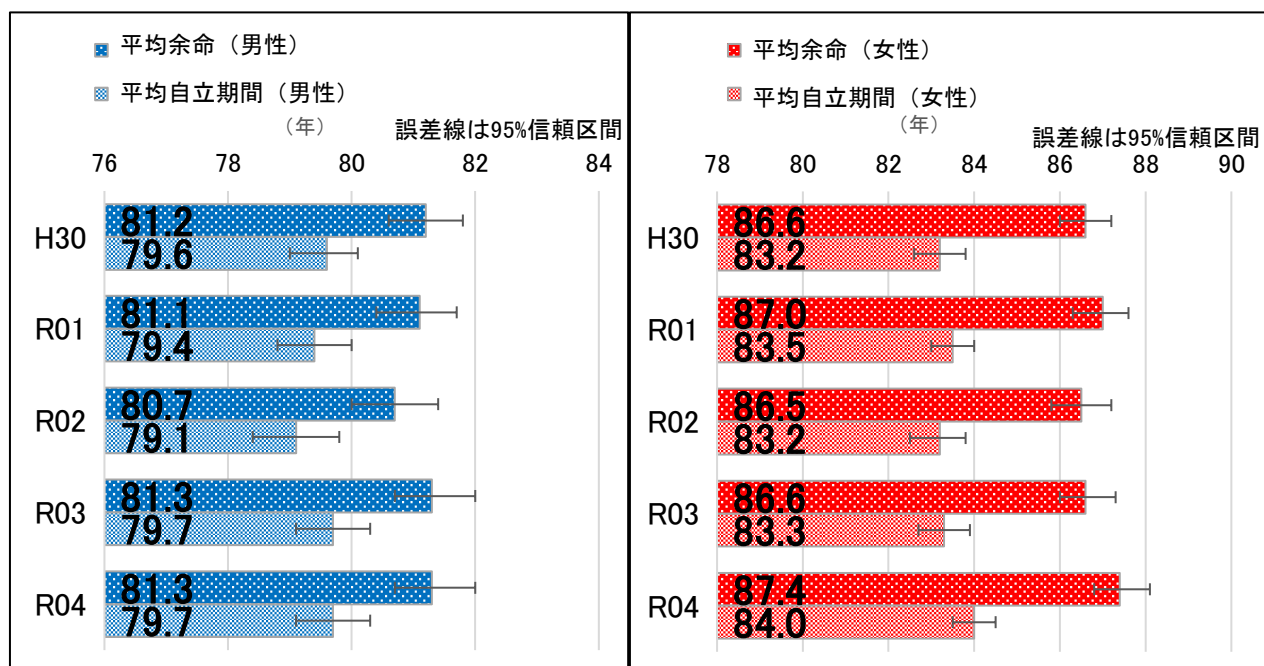 平均余命（男性）
平均自立期間（男性）
（年）
誤差線は95%信頼区間
76 78 80 82 84
H30 81.2
79.6
R01 81.1
79.4
R02 80.7
79.1
R03 81.3
79.7
R04 81.3
79.7
平均余命（女性）
平均自立期間（女性）
（年）
誤差線は95%信頼区間
78 80 82 84 86 88 90
H30 86.6
83.2
R01 87.0
83.5
R02 86.5
83.2
R03 86.6
83.3
R04 87.4
84.0